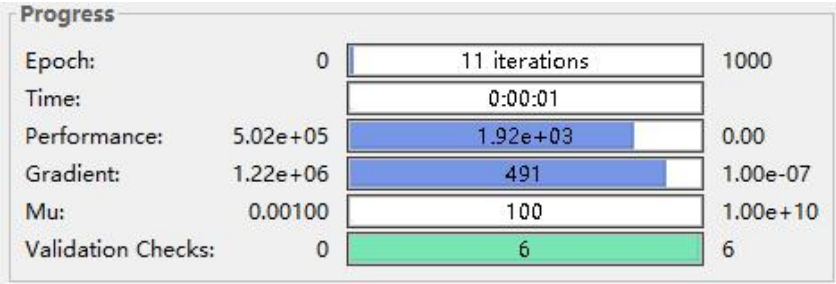 Progress
Epoch: 0 11 iterations 1000
Time: 0:00:01
Performance: 5.02e+05 1.92e+03 0.00
Gradient: 1.22e+06 491 1.00e-07
Mu: 0.00100 100 1.00e+10
Validation Checks: 0 6 6